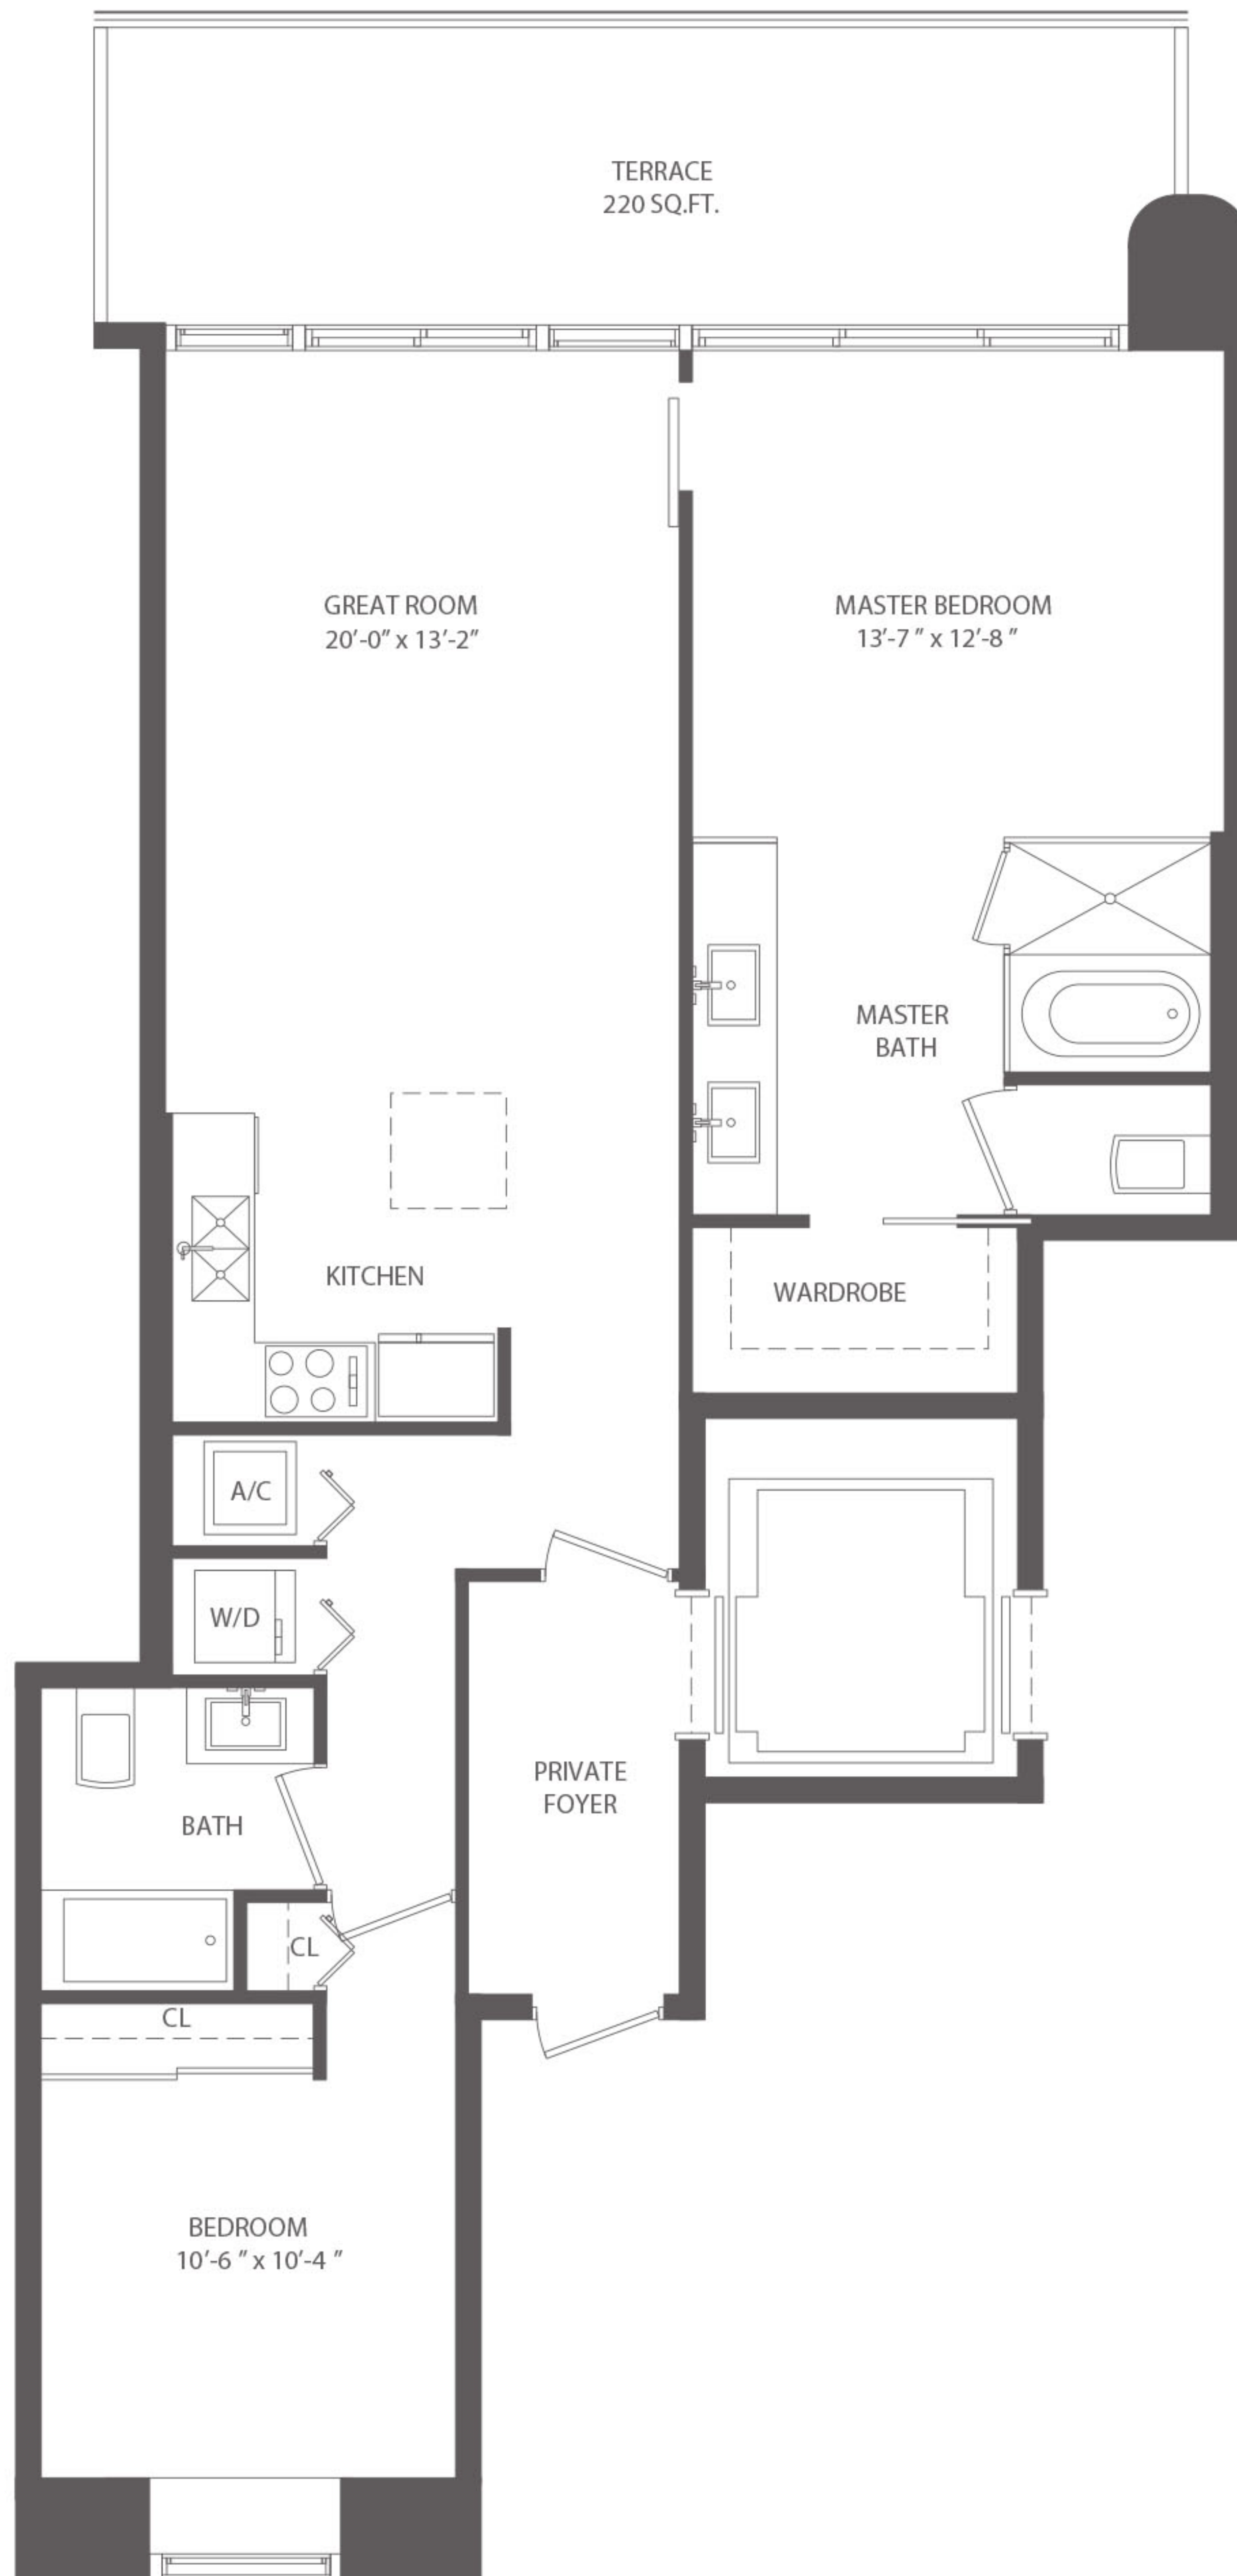 TERRACE
220 SQ.FT.
GREAT ROOM
20'-0" x 13'-2"
MASTER BEDROOM
13'-7 " x 12'-8 "
MASTER
BATH
KITCHEN
WARDROBE
A/C
W/D
PRIVATE
FOYER
BATH
CL
CL
BEDROOM
10'-6 " x 10'-4 "